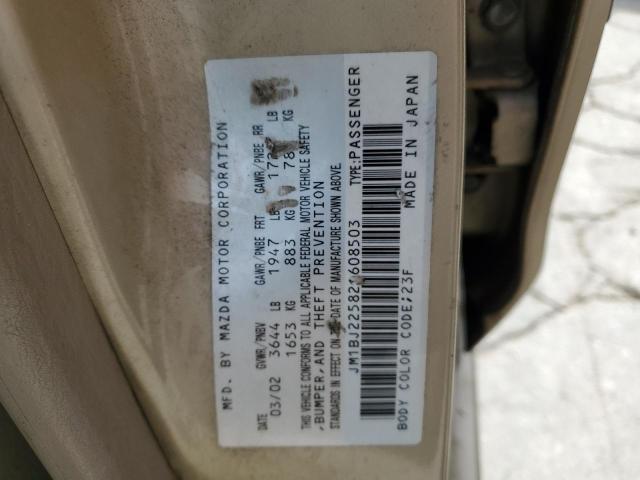 MFD. BY MAZDA MOTOR CORPORATION
DATE GVWR/PNBV GAWR/PNBE FRT GAWR/PNBE RR
03/02 3644 LB 1947 LB LB
1653 KG 883 KG KG
THIS VEHICLE CONFORMS TO ALL APPLICABLE FEDERAL MOTOR VEHICLE SAFETY
,BUMPER,AND THEFT PREVENTION
STANDARDS IN EFFECT ON DATE OF MANUFACTURE SHOWN ABOVE.
TYPE:PASSENGER
BODY COLOR CODE;23F MADE IN JAPAN